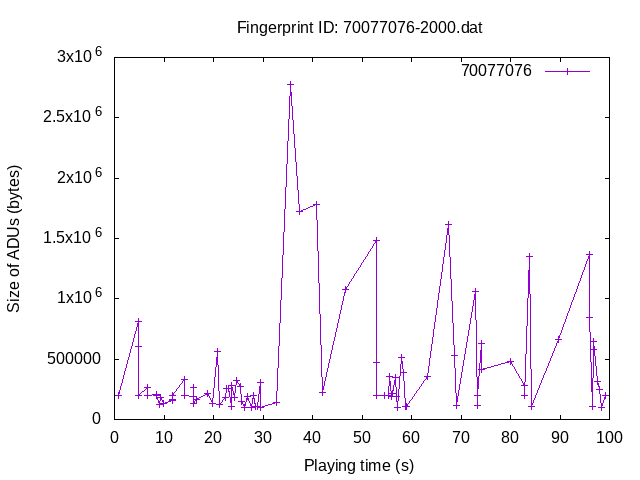 Fingerprint ID: 70077076-2000.dat
70077076
3x10^6
2.5x10^6
2x10^6
1.5x10^6
1x10^6
500000
0
Size of ADUs (bytes)
0 10 20 30 40 50 60 70 80 90 100
Playing time (s)